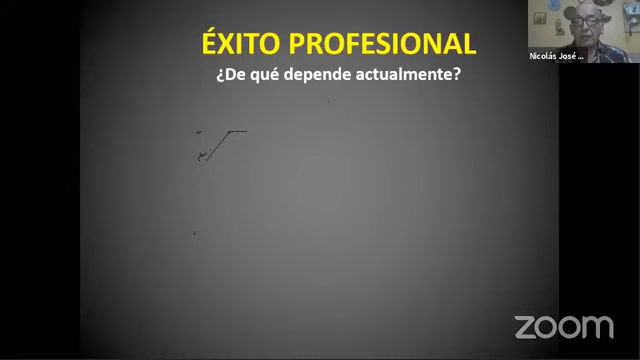 ÉXITO PROFESIONAL
¿De qué depende actualmente?
Nicolás José ...
zoom